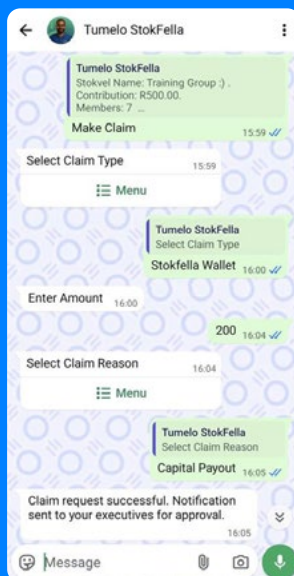 Tumelo StokFella
Tumelo StokFella
Stokvel Name: Training Group :) .
Contribution: R500.00.
Members: 7 ...
Make Claim
15:59
Select Claim Type
15:59
Menu
Tumelo StokFella
Select Claim Type
Stokfella Wallet 16:00
Enter Amount 16:00
200 16:04
Select Claim Reason
16:04
Menu
Tumelo StokFella
Select Claim Reason
Capital Payout 16:05
Claim request successful. Notification
sent to your executives for approval.
16:05
Message